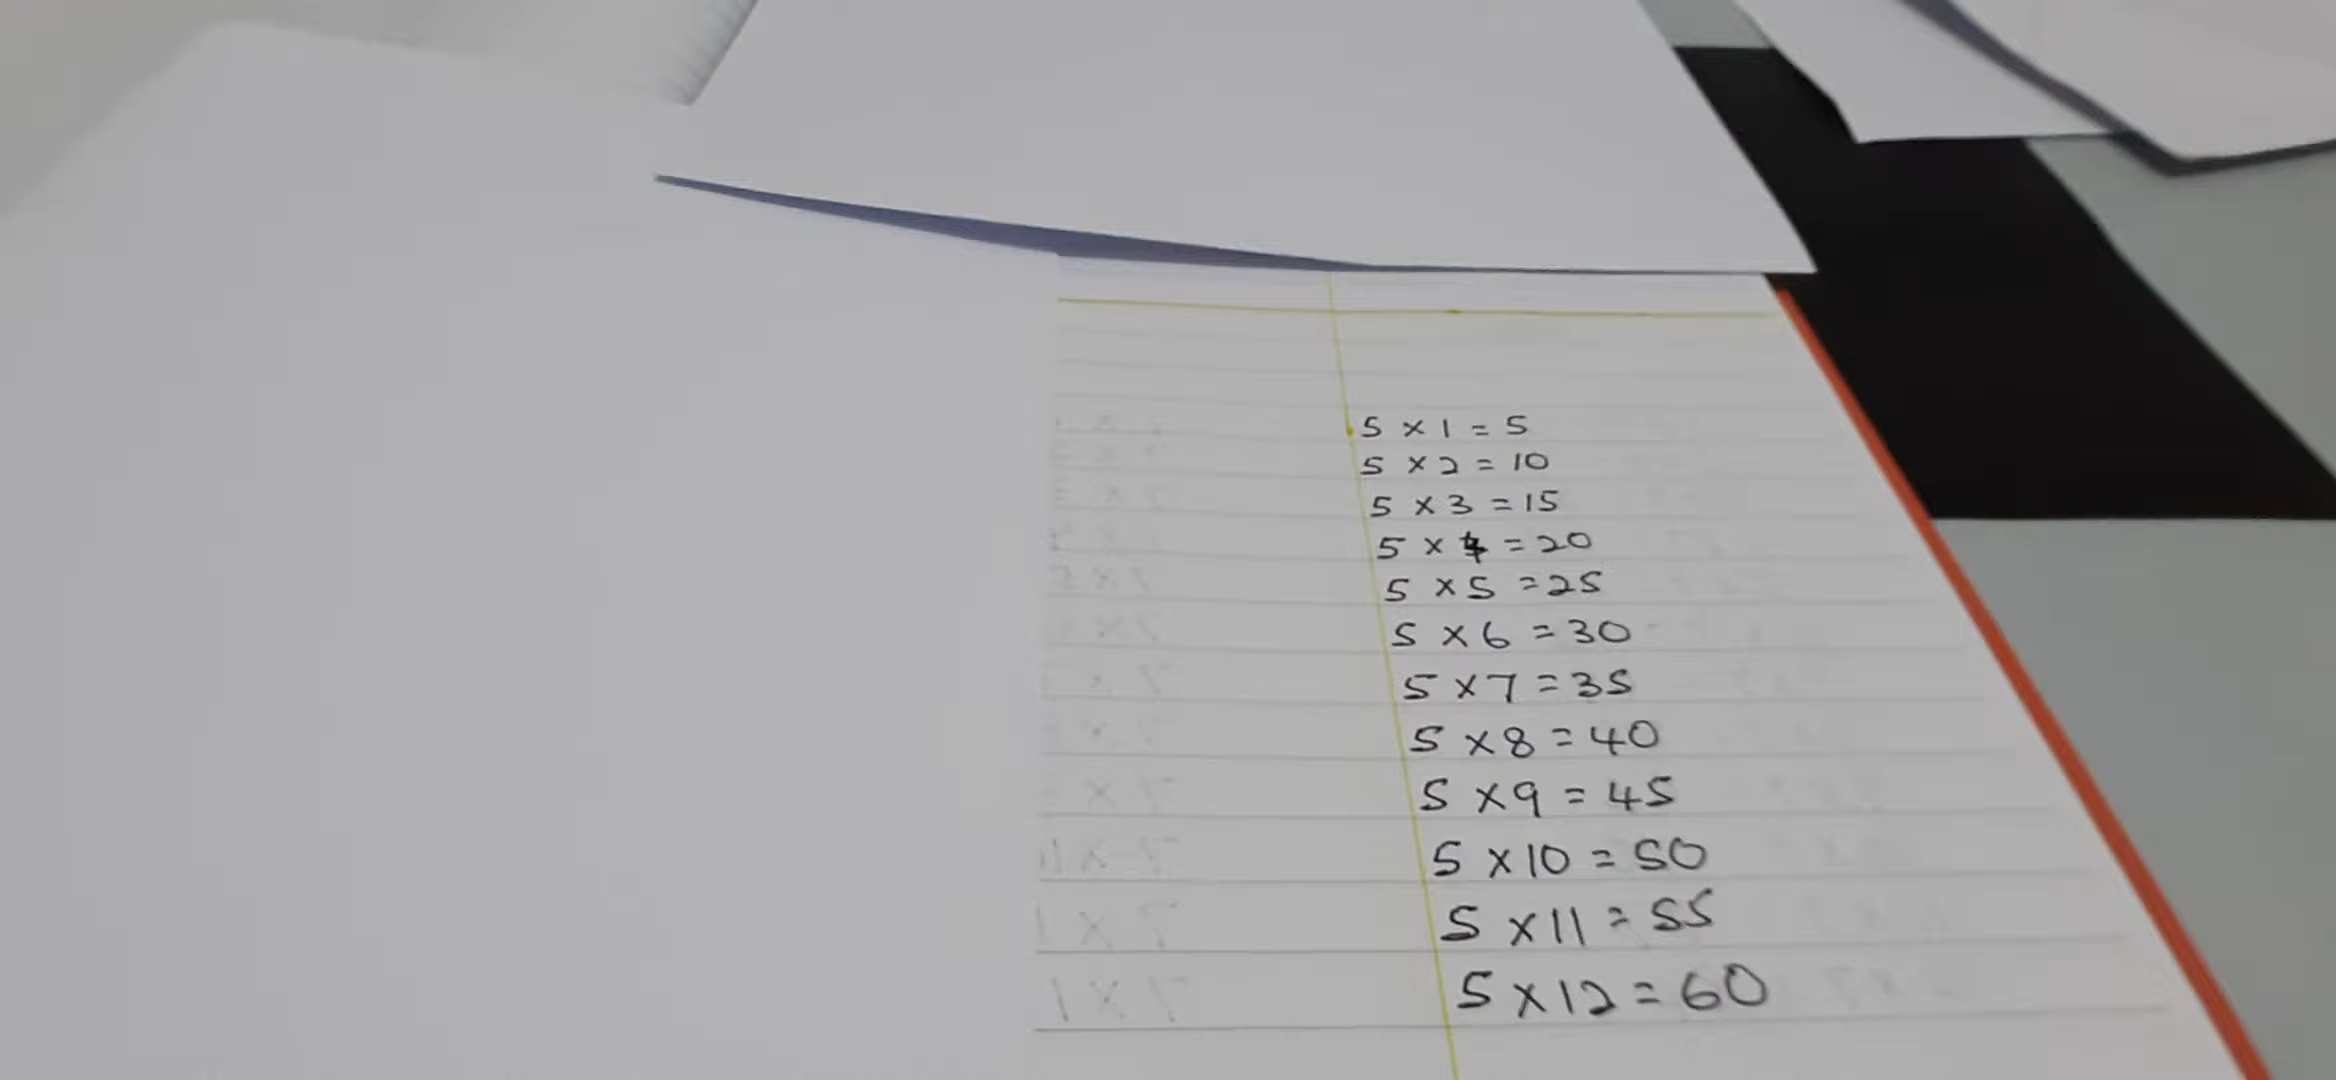 5 x 1 = 5
5 x 2 = 10
5 x 3 = 15
5 x 4 = 20
5 x 5 = 25
5 x 6 = 30
5 x 7 = 35
5 x 8 = 40
5 x 9 = 45
5 x 10 = 50
5 x 11 = 55
5 x 12 = 60